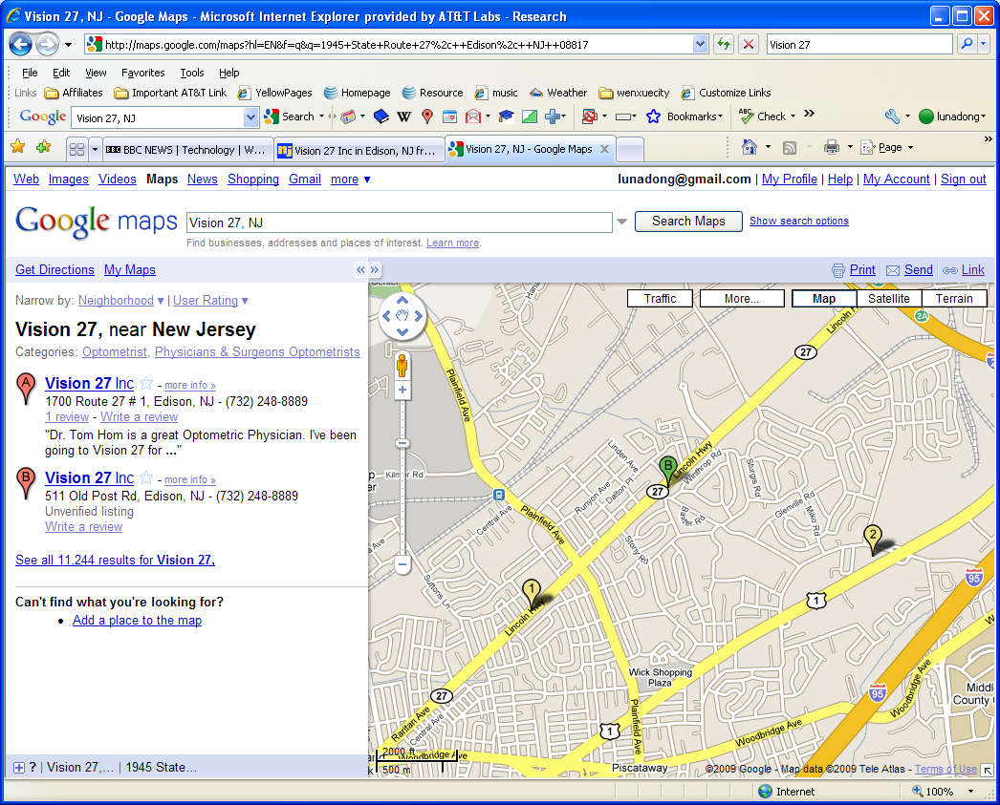 Vision 27, NJ - Google Maps - Microsoft Internet Explorer provided by AT&T Labs - Research
http://maps.google.com/maps?hl=EN&f=q&q=1945+State+Route+27%2c++Edison%2c++NJ++08817
Vision 27
File Edit View Favorites Tools Help
Links Affiliates Important AT&T Link YellowPages Homepage Resource music Weather wenxuecity Customize Links
Google Vision 27, NJ Search W Bookmarks ABC Check » lunadong
BBC NEWS | Technology | W... Vision 27 Inc in Edison, NJ fr... Vision 27, NJ - Google Maps Page »
Web Images Videos Maps News Shopping Gmail more ▼ lunadong@gmail.com | My Profile | Help | My Account | Sign out
Google maps Vision 27, NJ Search Maps Show search options
Find businesses, addresses and places of interest. Learn more.
Get Directions My Maps « » Print Send Link
Narrow by: Neighborhood ▼ | User Rating ▼
Vision 27, near New Jersey
Categories: Optometrist, Physicians & Surgeons Optometrists
A Vision 27 Inc - more info »
1700 Route 27 # 1, Edison, NJ - (732) 248-8889
1 review - Write a review
"Dr. Tom Hom is a great Optometric Physician. I've been
going to Vision 27 for ..."
B Vision 27 Inc - more info »
511 Old Post Rd, Edison, NJ - (732) 248-8889
Unverified listing
Write a review
See all 11,244 results for Vision 27,
Can't find what you're looking for?
• Add a place to the map
? | Vision 27,... | 1945 State...
Traffic More... Map Satellite Terrain
Center
Lincoln Hwy
27
Plainfield Ave
Linden Ave
Kilmer Rd
B
Lincoln Hwy
Winthrop Rd
27
Runyon Ave
Dalton Pl
Sturgis Rd
Glenville Rd
Miko Rd
Central Ave
Plainfield Ave
Baxter Rd
Stony Rd
2
Suttons Ln
1
Lincoln Hwy
95
1
Wick Shopping
Plaza
27
Raritan Ave
Central Ave
Plainfield Ave
1
95
Woodbridge Ave
Middl
County C
Woodbridge Ave
Woodbridge Ave
2000 ft
500 m
Piscataway
©2009 Google - Map data ©2009 Tele Atlas - Terms of Use
Internet 100%